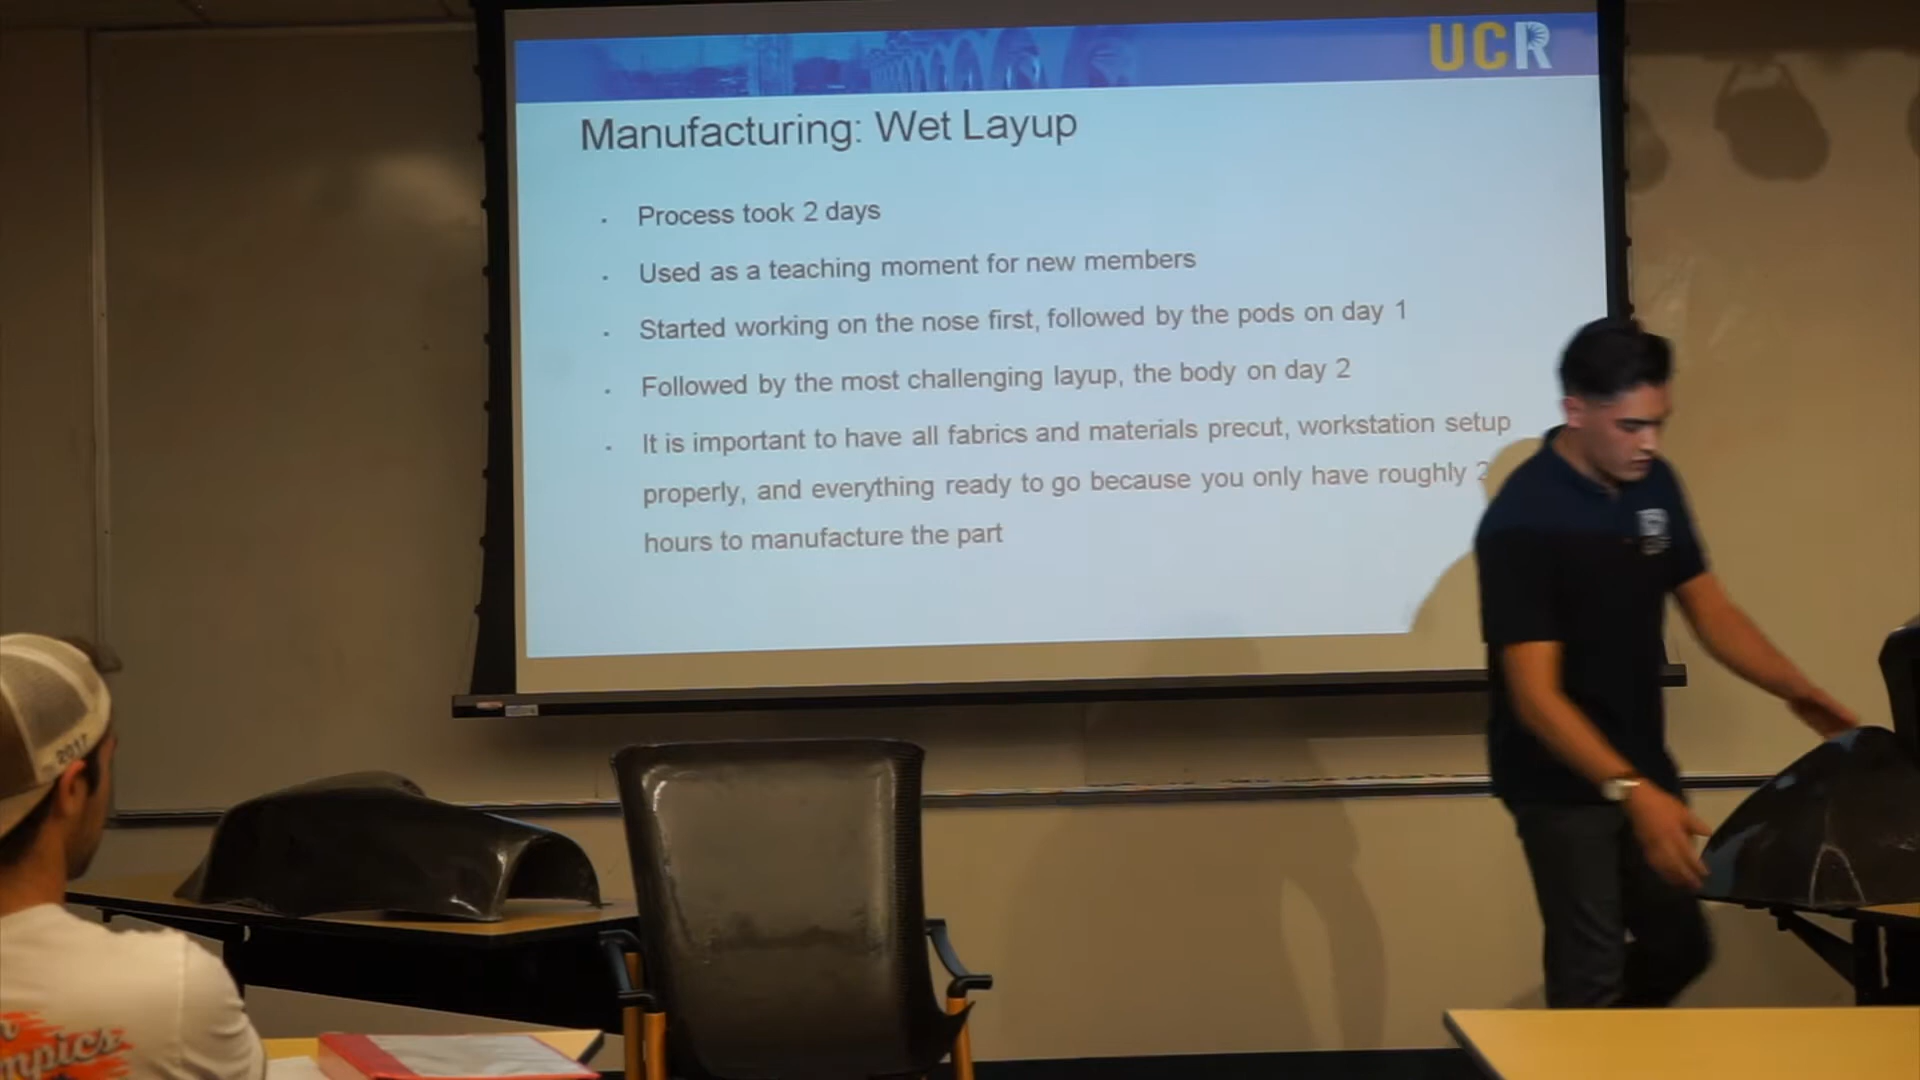 UCR
Manufacturing: Wet Layup
Process took 2 days
Used as a teaching moment for new members
Started working on the nose first, followed by the pods on day 1
Followed by the most challenging layup, the body on day 2
It is important to have all fabrics and materials precut, workstation setup
properly, and everything ready to go because you only have roughly 2
hours to manufacture the part
2017
mpics